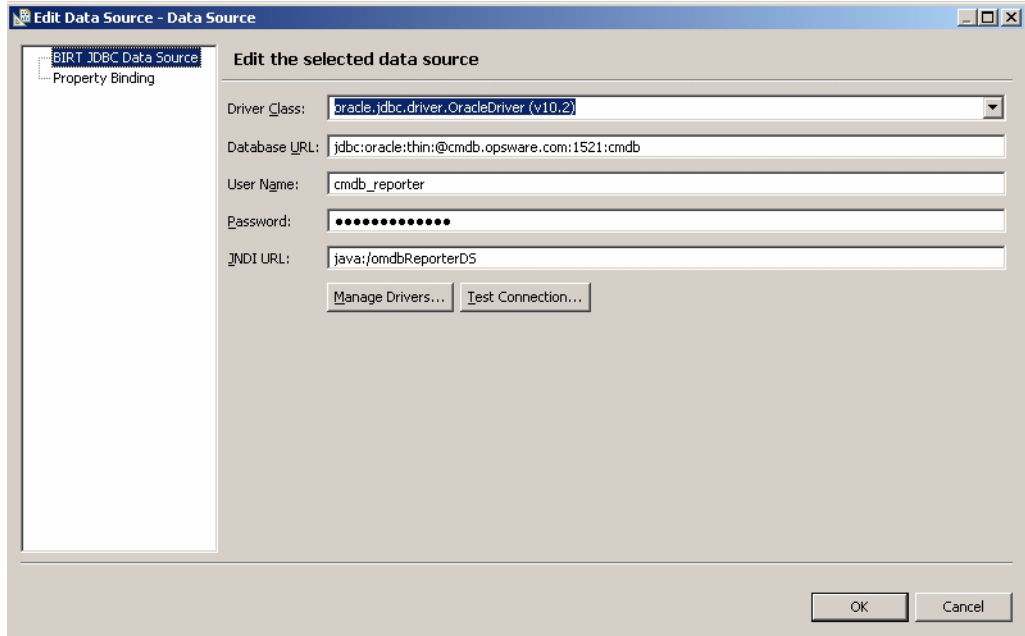 Edit Data Source - Data Source
BIRT JDBC Data Source
Property Binding
Edit the selected data source
Driver Class: oracle.jdbc.driver.OracleDriver (v10.2)
Database URL: jdbc:oracle:thin:@cmdb.opsware.com:1521:cmdb
User Name: cmdb_reporter
Password: ●●●●●●●●●●●●●
JNDI URL: java:/omdbReporterDS
Manage Drivers... Test Connection...
OK Cancel